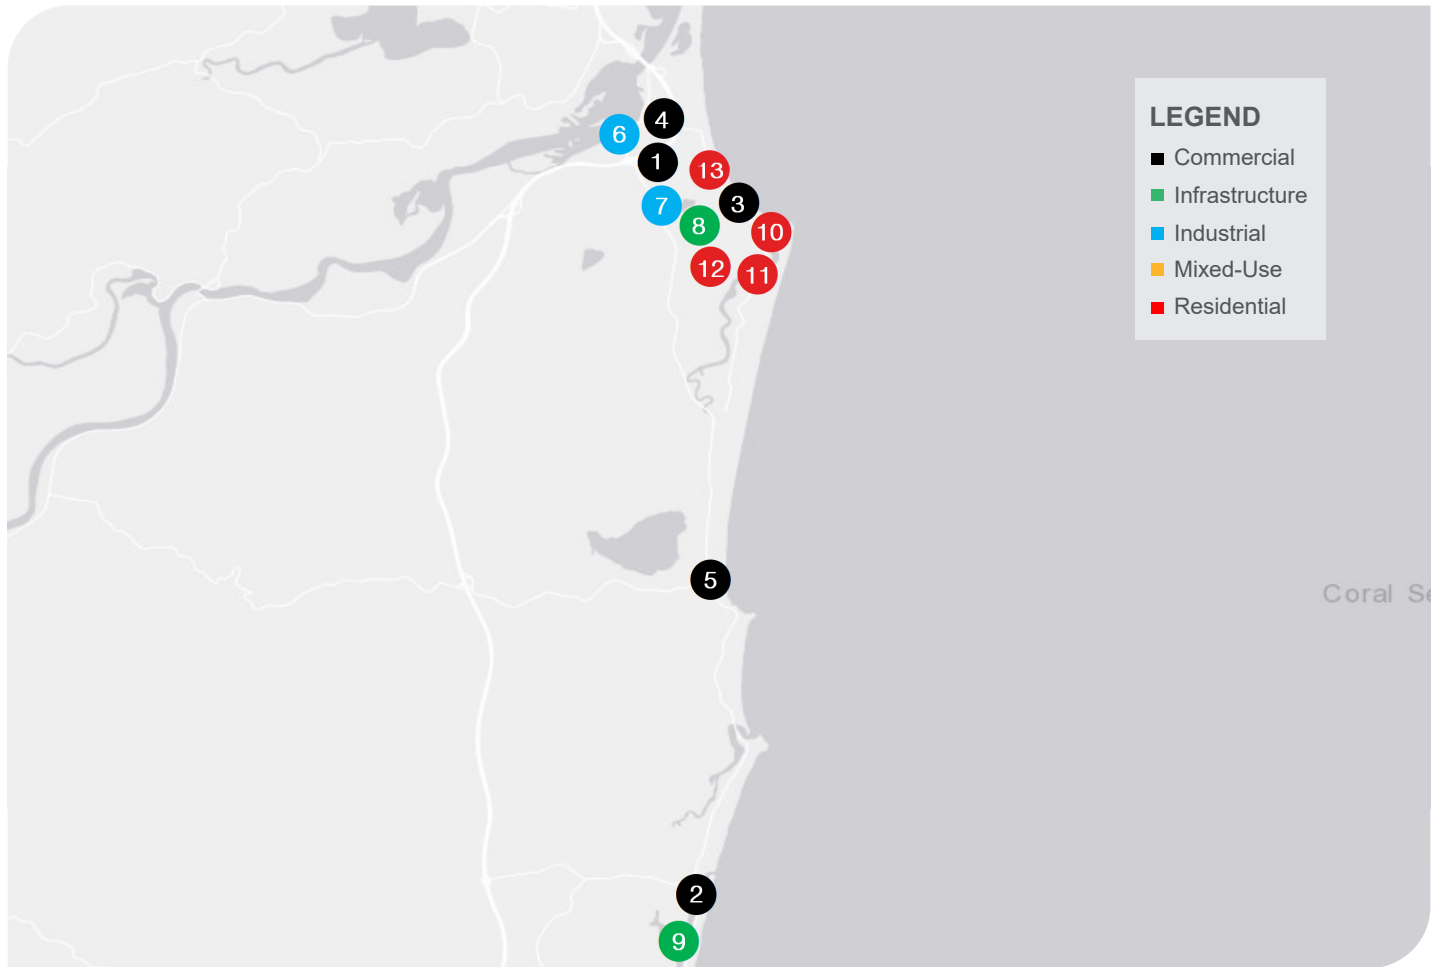 LEGEND
Commercial
Infrastructure
Industrial
Mixed-Use
Residential
4
6
1
13
3
7
8
10
12
11
5
Coral Se
2
9